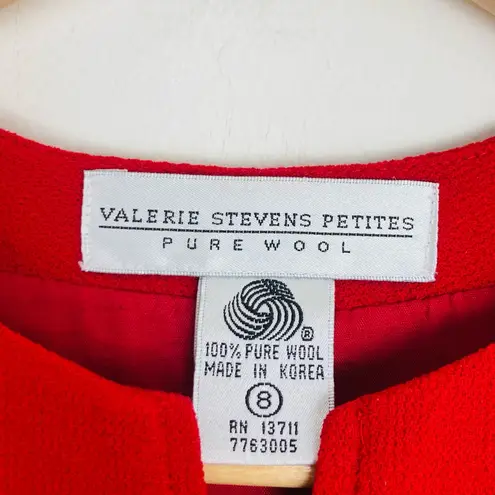 VALERIE STEVENS PETITES
PURE WOOL
®
100% PURE WOOL
MADE IN KOREA
8
RN 13711
7763005